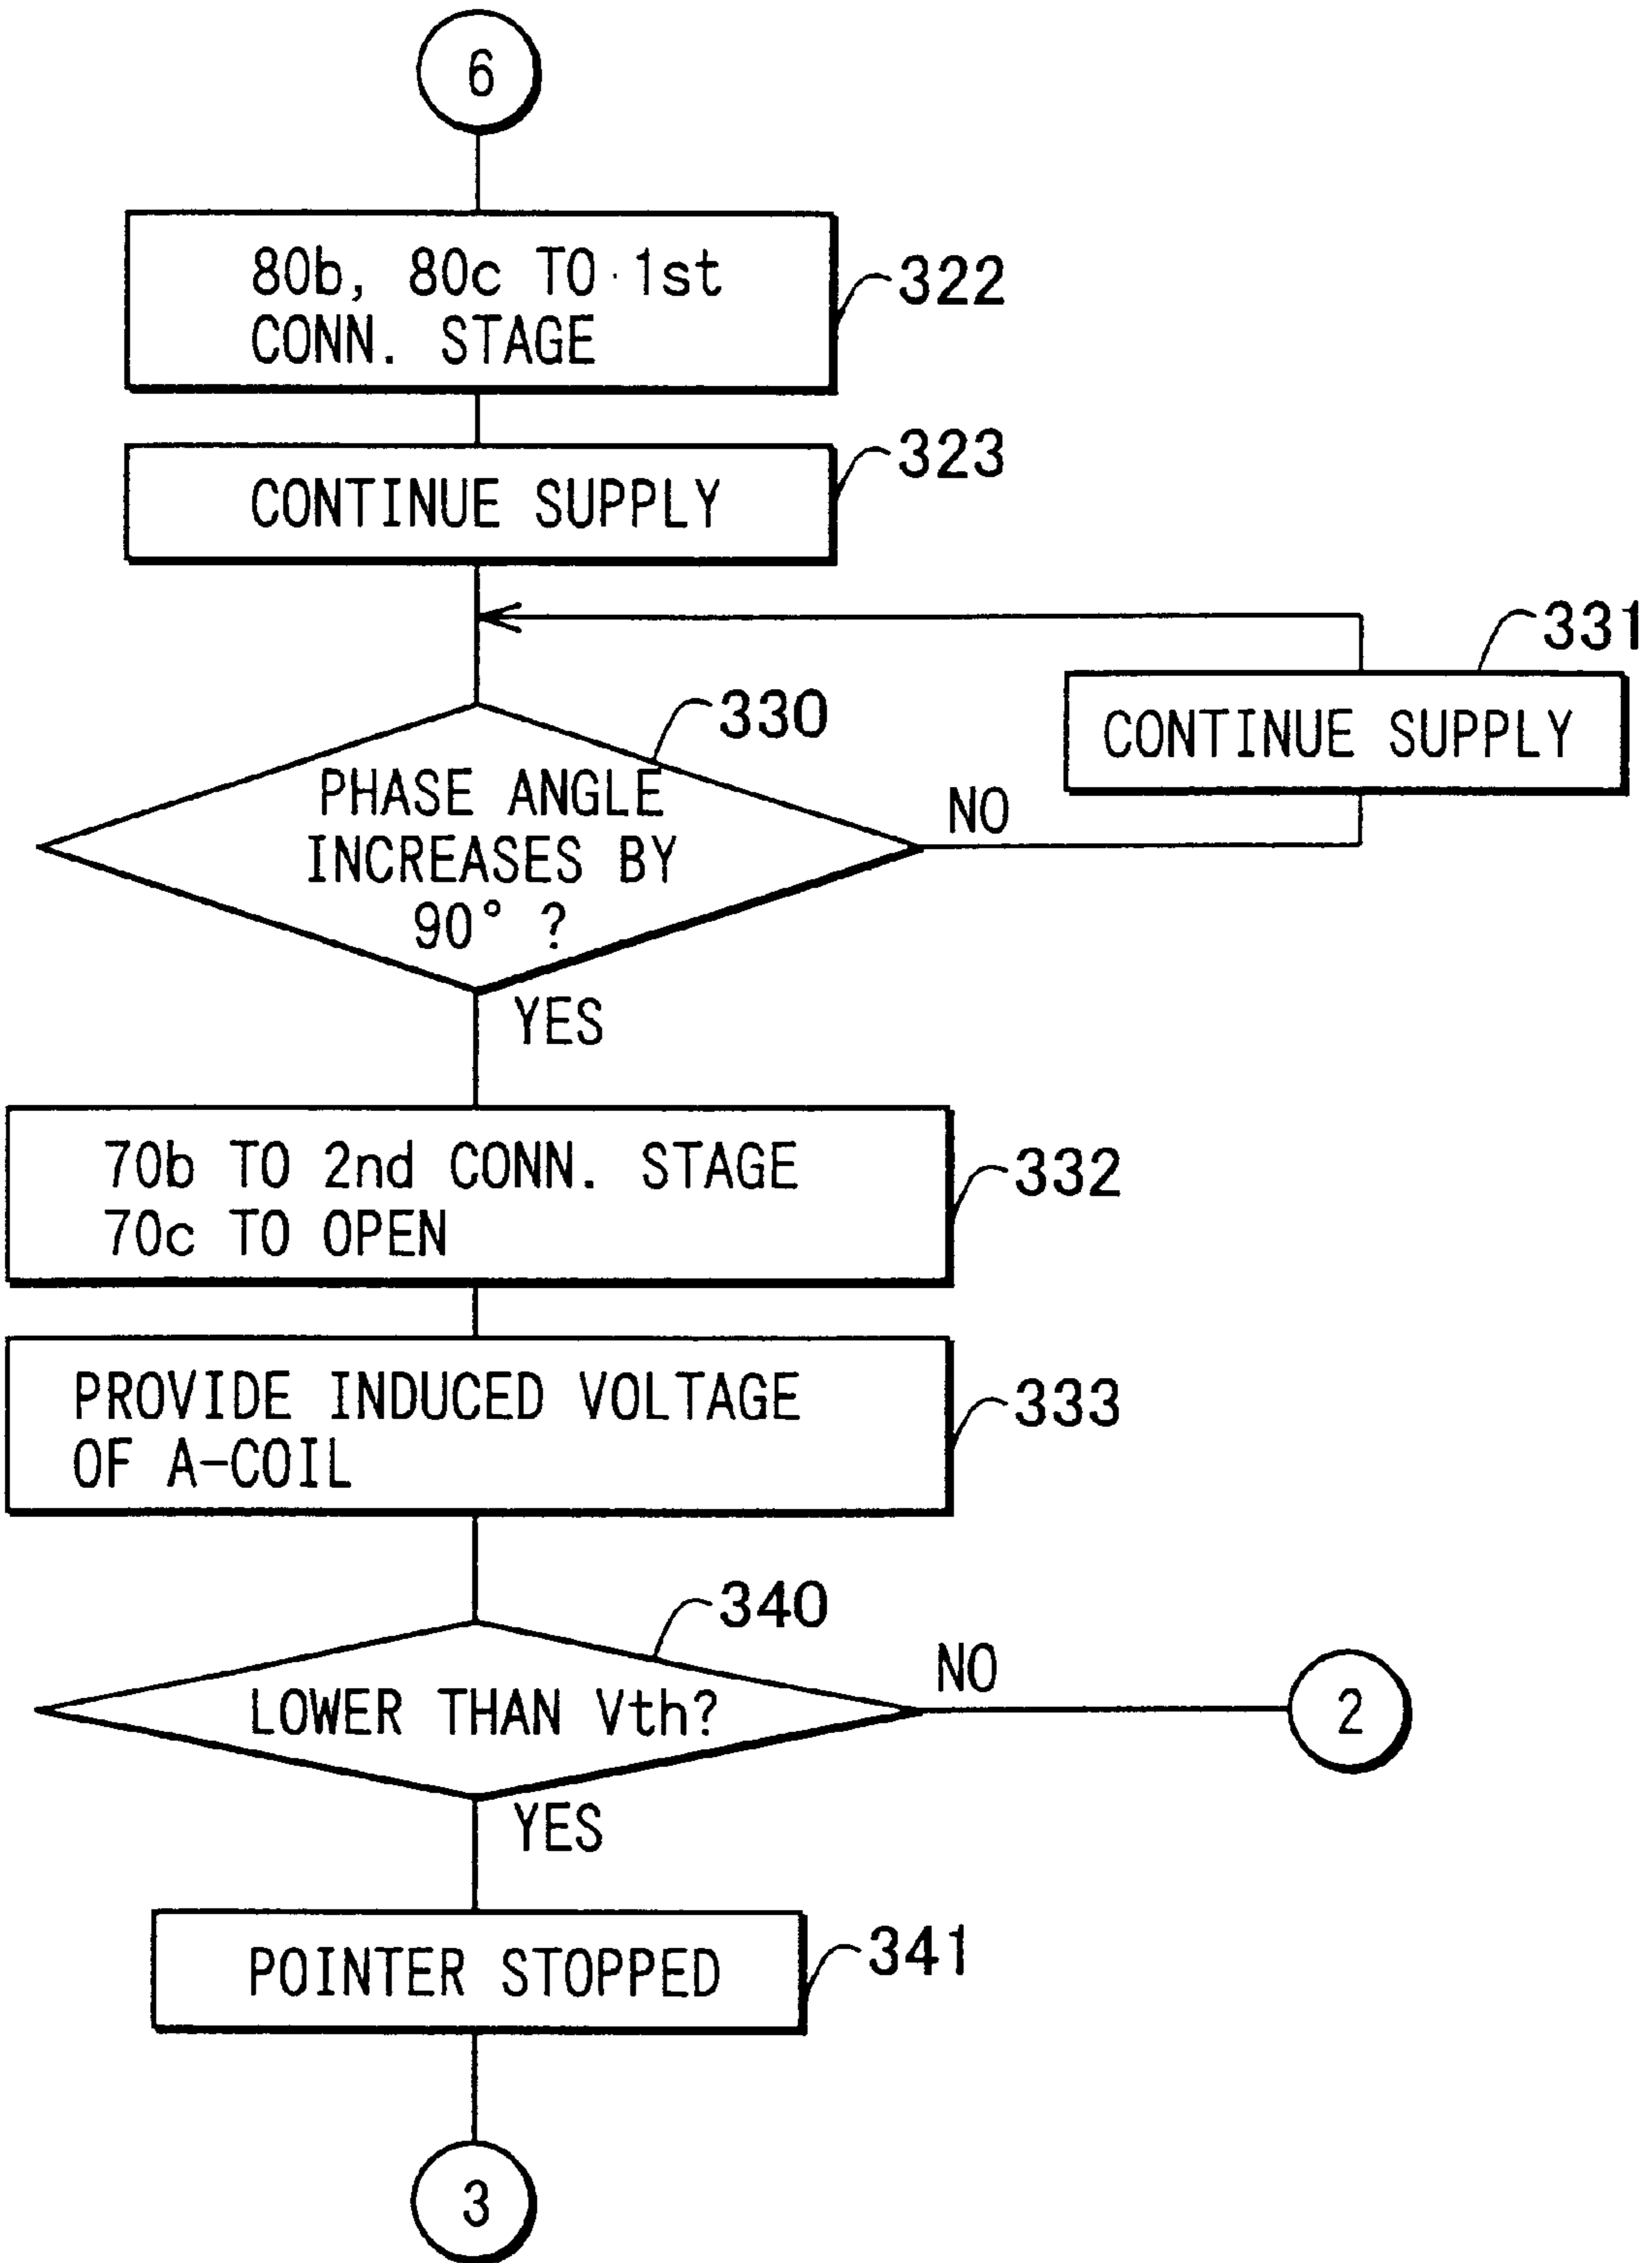 6
80b, 80c TO 1st
CONN. STAGE
322
CONTINUE SUPPLY
323
331
CONTINUE SUPPLY
330
PHASE ANGLE
INCREASES BY
90° ?
NO
YES
70b TO 2nd CONN. STAGE
70c TO OPEN
332
PROVIDE INDUCED VOLTAGE
OF A-COIL
333
340
LOWER THAN Vth?
NO
2
YES
POINTER STOPPED
341
3